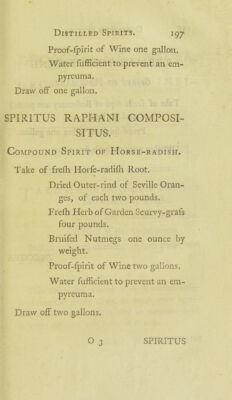 Distilled Spirits. 197
Proof-ſpirit of Wine one gallon.
Water ſufficient to prevent an em-
pyreuma.
Draw off one gallon.
SPIRITUS RAPHANI COMPOSI-
SITUS.
Compound Spirit of Horse-radish.
Take of freſh Horſe-radiſh Root.
Dried Outer-rind of Seville Oran-
ges, of each two pounds.
Freſh Herb of Garden Scurvy-graſs
four pounds.
Bruiſed Nutmegs one ounce by
weight.
Proof-ſpirit of Wine two gallons.
Water ſufficient to prevent an em-
pyreuma.
Draw off two gallons.
O 3 SPIRITUS